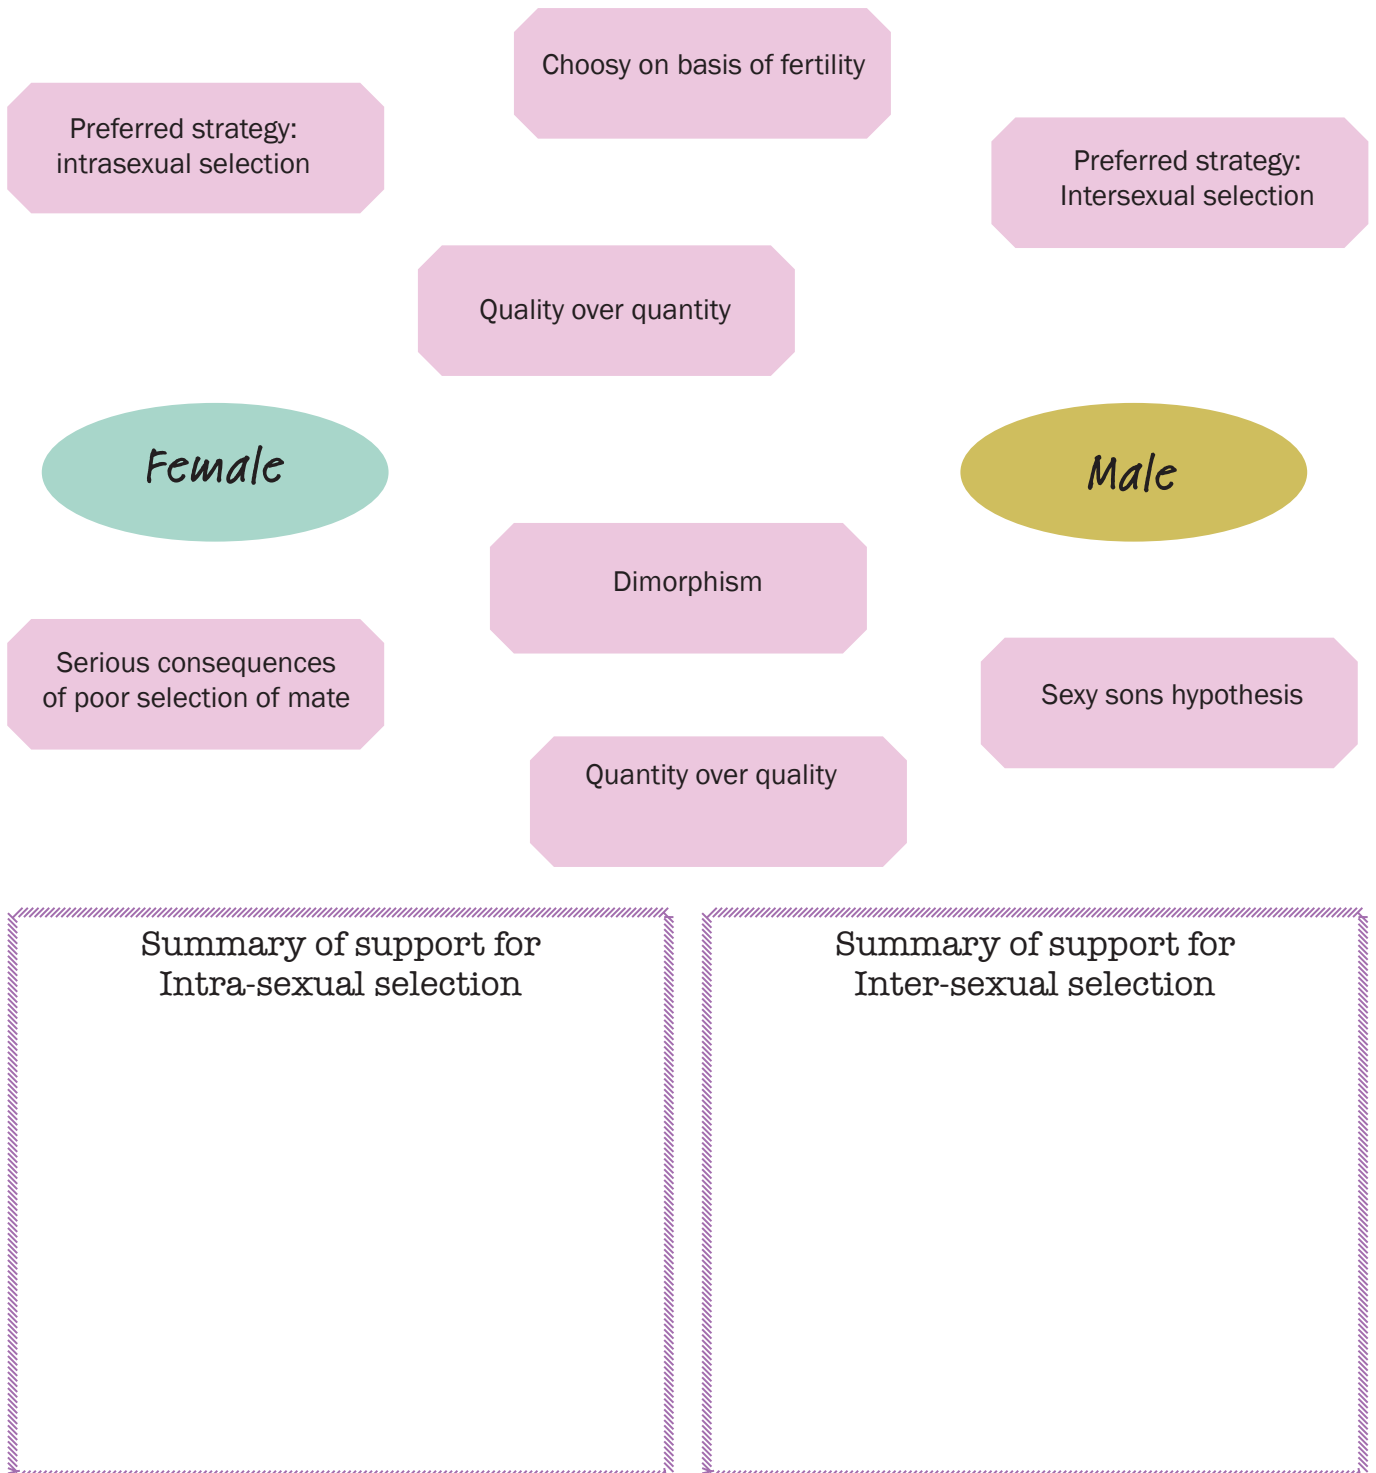 Choosy on basis of fertility
Preferred strategy:
intrasexual selection
Preferred strategy:
Intersexual selection
Quality over quantity
Female
Male
Dimorphism
Serious consequences
of poor selection of mate
Sexy sons hypothesis
Quantity over quality
Summary of support for
Intra-sexual selection
Summary of support for
Inter-sexual selection